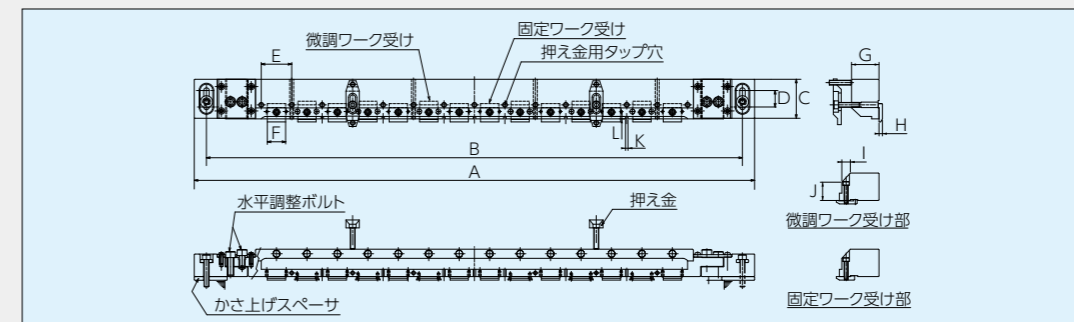 固定ワーク受け
微調ワーク受け
押え金用タップ穴
E
G
D
C
F
H
L
K
B
I
A
J
微調ワーク受け部
水平調整ボルト
押え金
かさ上げスペーサ
固定ワーク受け部